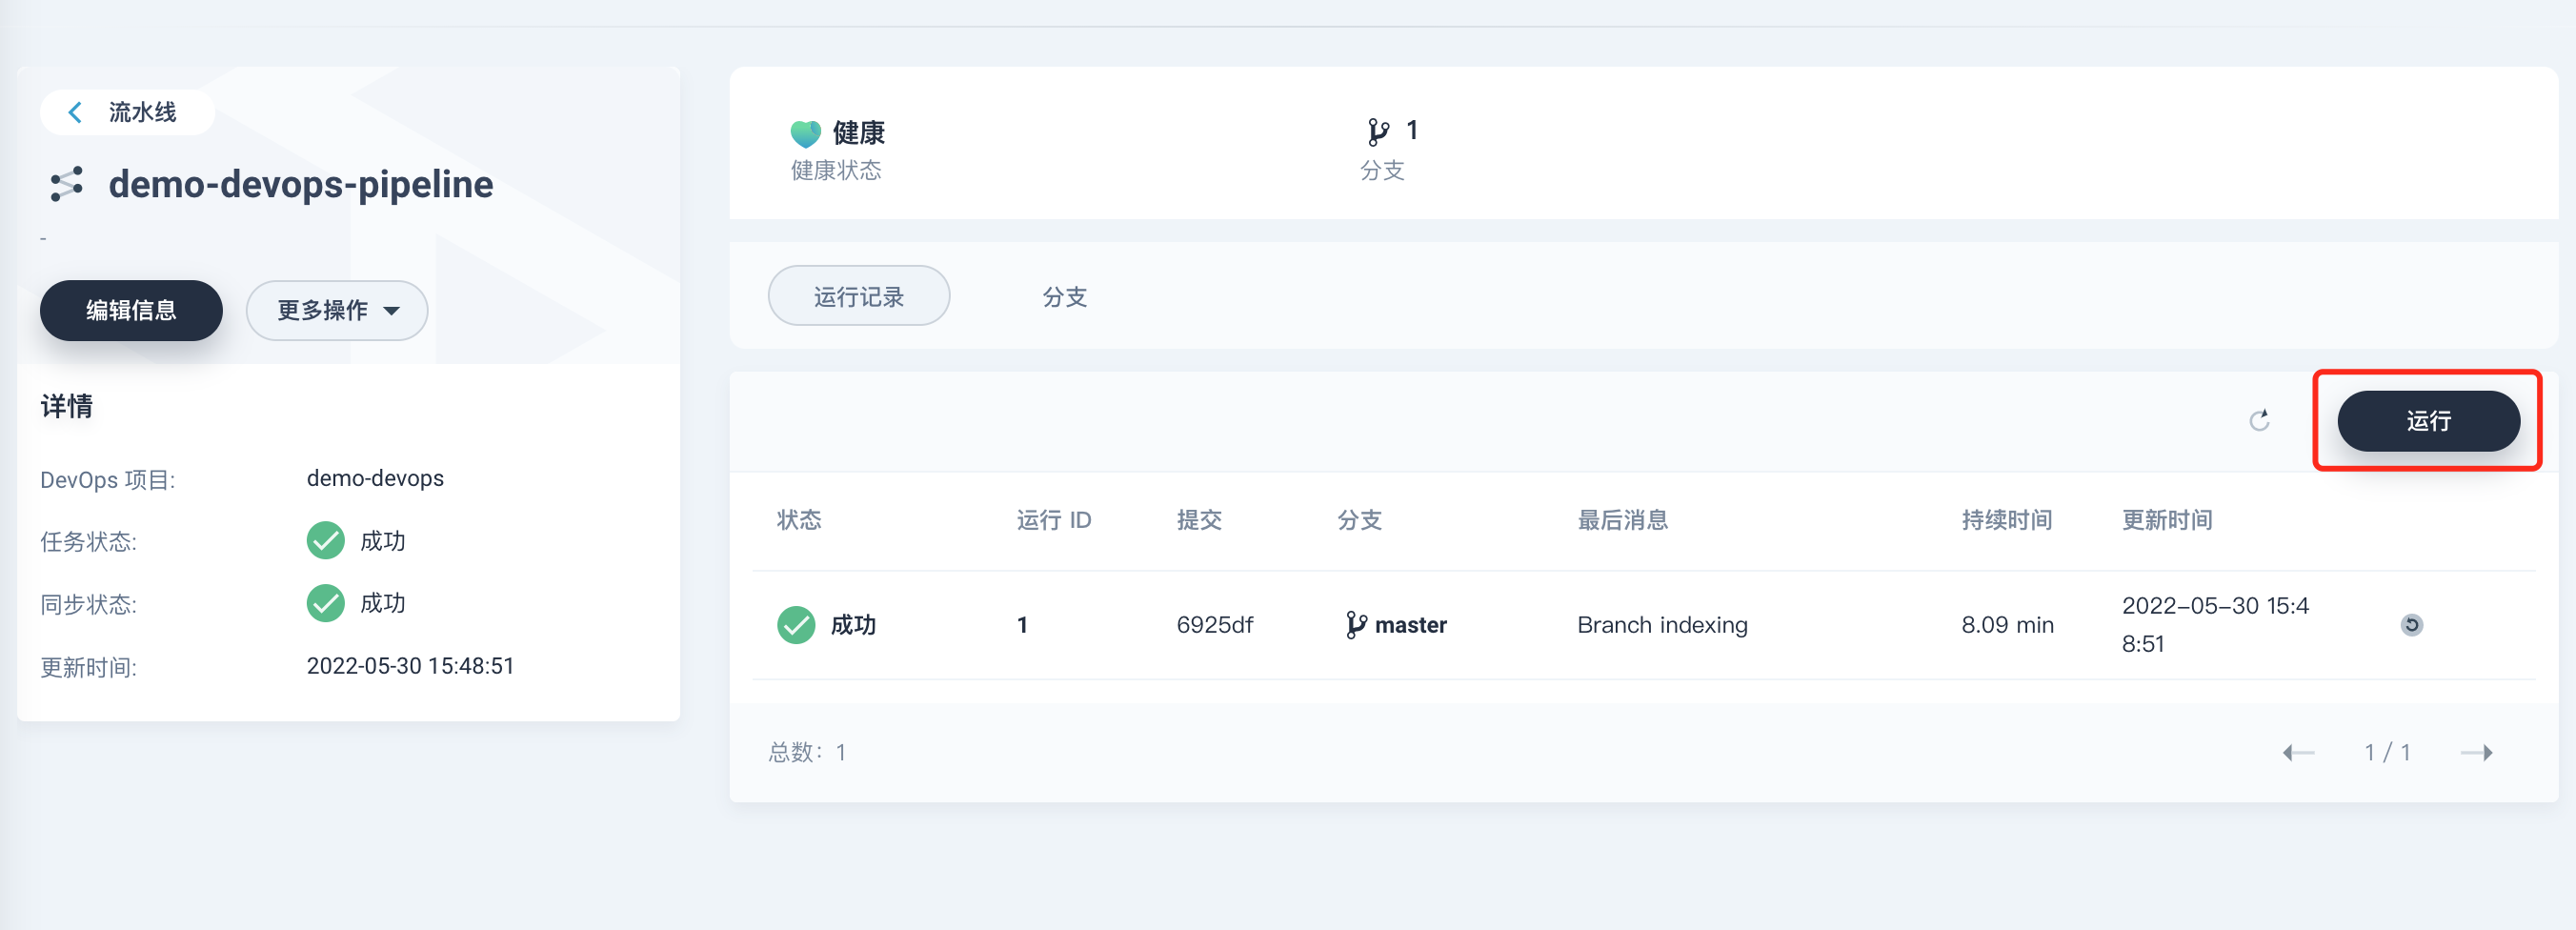 流水线
demo-devops-pipeline
-
编辑信息
更多操作
详情
DevOps 项目:
demo-devops
任务状态:
成功
同步状态:
成功
更新时间:
2022-05-30 15:48:51
健康
健康状态
1
分支
运行记录
分支
运行
状态 运行 ID 提交 分支 最后消息 持续时间 更新时间
成功 1 6925df master Branch indexing 8.09 min 2022-05-30 15:4
8:51
总数: 1
1 / 1